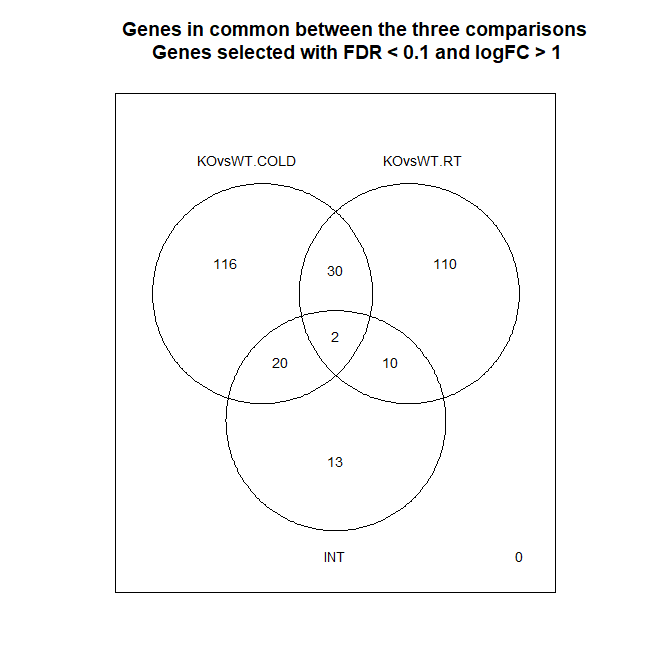 Genes in common between the three comparisons
Genes selected with FDR < 0.1 and logFC > 1
KOvsWT.COLD KOvsWT.RT
116 30 110
2
20 10
13
INT 0